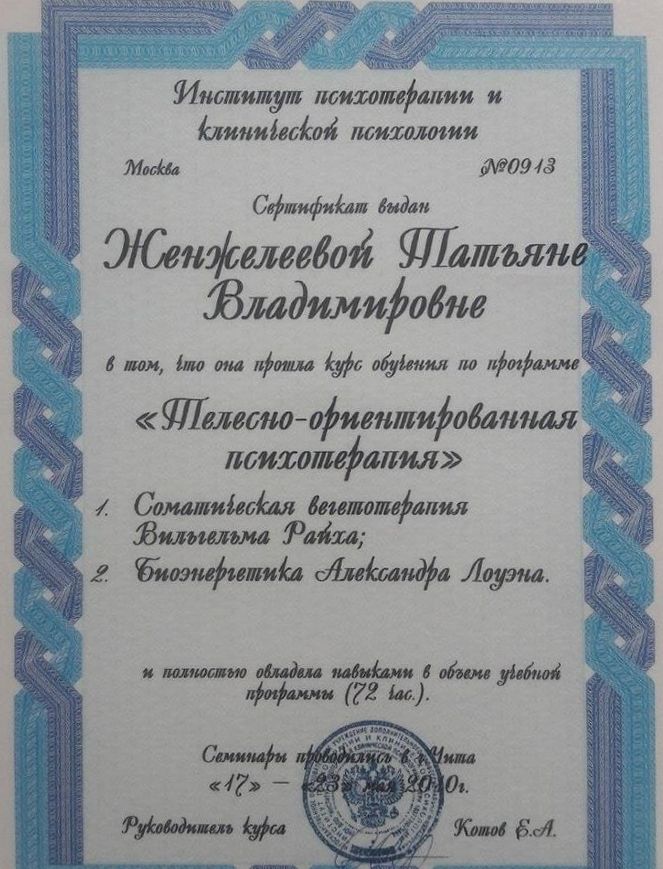 Институт психотерапии и
клинической психологии
Москва №0913
Сертификат выдан
Женжелеевой Татьяне
Владимировне
в том, что она прошла курс обучения по программе
«Телесно-ориентированная
психотерапия»
1. Соматическая вегетотерапия
Вильгельма Райха;
2. Биоэнергетика Александра Лоуэна.
и полностью овладела навыками в объеме учебной
программы (72 час.).
Семинары проводились в г.Чита
«17» — «23» мая 2010г.
Руководитель курса Котов Е.А.